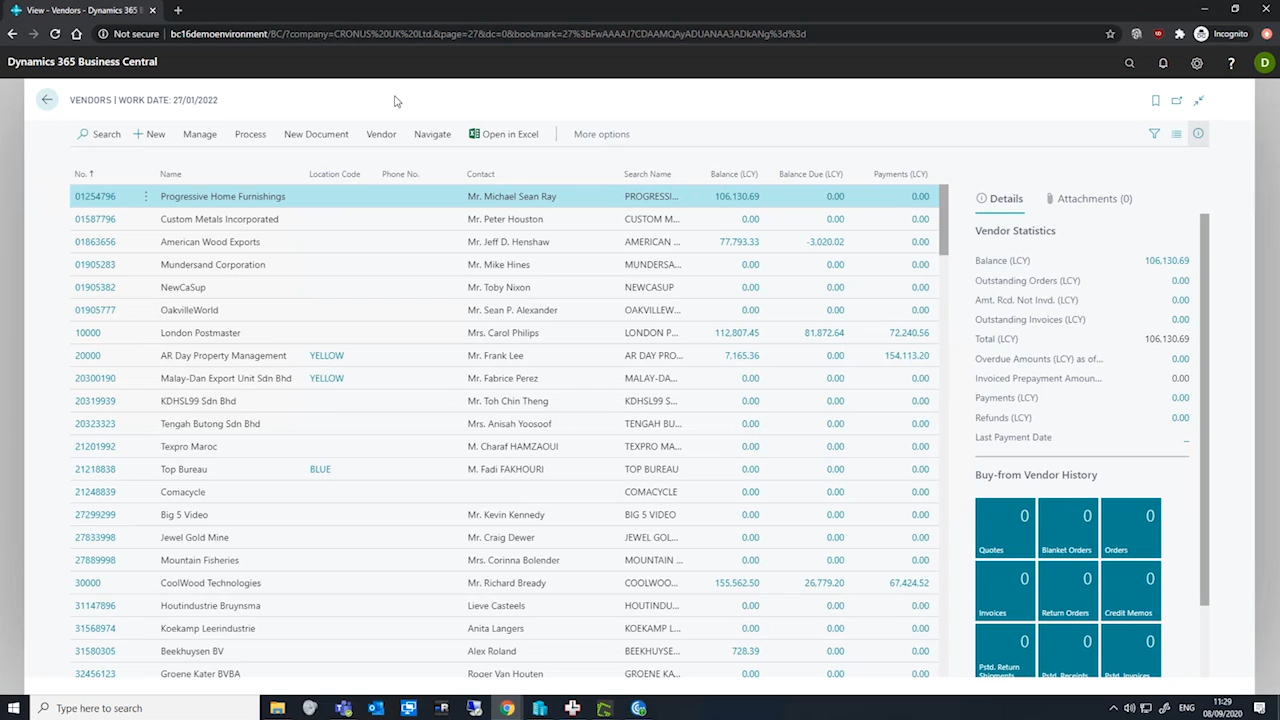 View - Vendors - Dynamics 365 B
Not secure bc16demoenvironment/BC/?company=CRONUS%20UK%20Ltd.&page=27&dc=0&bookmark=27%3bFwAAAAJ7CDAAMQAyADUANAA3ADkANg%3d%3d Incognito
Dynamics 365 Business Central ? D
VENDORS | WORK DATE: 27/01/2022
Search New Manage Process New Document Vendor Navigate Open in Excel More options
No. ↑ Name Location Code Phone No. Contact Search Name Balance (LCY) Balance Due (LCY) Payments (LCY)
01254796 Progressive Home Furnishings Mr. Michael Sean Ray PROGRESSI... 106,130.69 0.00 0.00
01587796 Custom Metals Incorporated Mr. Peter Houston CUSTOM M... 0.00 0.00 0.00
01863656 American Wood Exports Mr. Jeff D. Henshaw AMERICAN ... 77,793.33 -3,020.02 0.00
01905283 Mundersand Corporation Mr. Mike Hines MUNDERSA... 0.00 0.00 0.00
01905382 NewCaSup Mr. Toby Nixon NEWCASUP 0.00 0.00 0.00
01905777 OakvilleWorld Mr. Sean P. Alexander OAKVILLEW... 0.00 0.00 0.00
10000 London Postmaster Mrs. Carol Philips LONDON P... 112,807.45 81,872.64 72,240.56
20000 AR Day Property Management YELLOW Mr. Frank Lee AR DAY PRO... 7,165.36 0.00 154,113.20
20300190 Malay-Dan Export Unit Sdn Bhd YELLOW Mr. Fabrice Perez MALAY-DA... 0.00 0.00 0.00
20319939 KDHSL99 Sdn Bhd Mr. Toh Chin Theng KDHSL99 S... 0.00 0.00 0.00
20323323 Tengah Butong Sdn Bhd Mrs. Anisah Yoosoof TENGAH BU... 0.00 0.00 0.00
21201992 Texpro Maroc M. Charaf HAMZAOUI TEXPRO MA... 0.00 0.00 0.00
21218838 Top Bureau BLUE M. Fadi FAKHOURI TOP BUREAU 0.00 0.00 0.00
21248839 Comacycle COMACYCLE 0.00 0.00 0.00
27299299 Big 5 Video Mr. Kevin Kennedy BIG 5 VIDEO 0.00 0.00 0.00
27833998 Jewel Gold Mine Mr. Craig Dewer JEWEL GOL... 0.00 0.00 0.00
27889998 Mountain Fisheries Mrs. Corinna Bolender MOUNTAIN ... 0.00 0.00 0.00
30000 CoolWood Technologies Mr. Richard Bready COOLWOO... 155,562.50 26,779.20 67,424.52
31147896 Houtindustrie Bruynsma Lieve Casteels HOUTINDU... 0.00 0.00 0.00
31568974 Koekamp Leerindustrie Anita Langers KOEKAMP L... 0.00 0.00 0.00
31580305 Beekhuysen BV Alex Roland BEEKHUYSE... 728.39 0.00 0.00
32456123 Groene Kater BVBA Roger Van Houten GROENE KA... 0.00 0.00 0.00
Details Attachments (0)
Vendor Statistics
Balance (LCY) 106,130.69
Outstanding Orders (LCY) 0.00
Amt. Rcd. Not Invd. (LCY) 0.00
Outstanding Invoices (LCY) 0.00
Total (LCY) 106,130.69
Overdue Amounts (LCY) as of... 0.00
Invoiced Prepayment Amoun... 0.00
Payments (LCY) 0.00
Refunds (LCY) 0.00
Last Payment Date _
Buy-from Vendor History
0 0 0
Quotes Blanket Orders Orders
0 0 0
Invoices Return Orders Credit Memos
0 0 0
Pstd. Return Shipments Pstd. Receipts Pstd. Invoices
Type here to search
11:29
08/09/2020